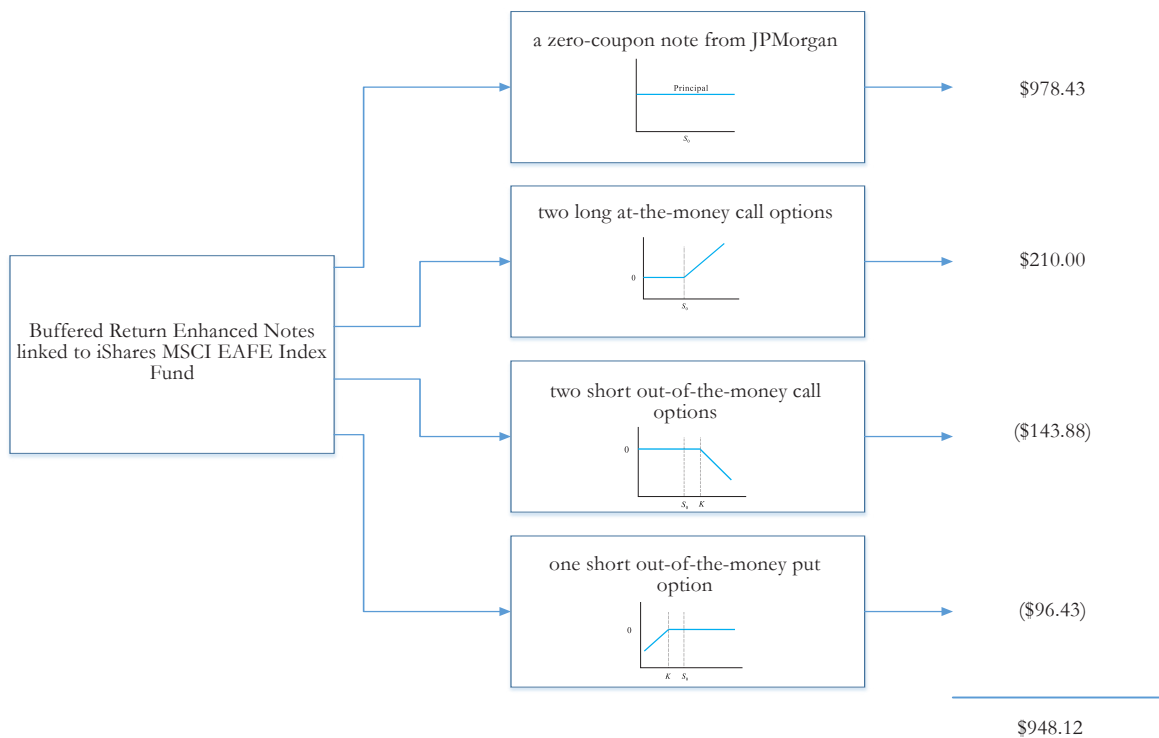 Buffered Return Enhanced Notes
linked to iShares MSCI EAFE Index
Fund
a zero-coupon note from JPMorgan
Principal
S₀
$978.43
two long at-the-money call options
0
S₀
$210.00
two short out-of-the-money call
options
0
S₀ K
($143.88)
one short out-of-the-money put
option
0
K S₀
($96.43)
$948.12